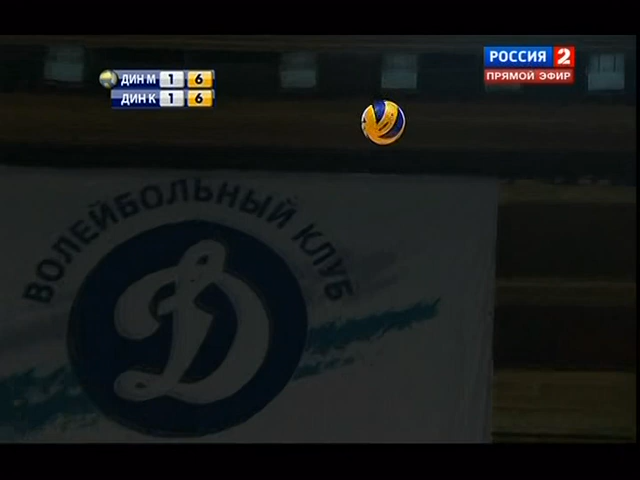 ДИН М 1 6
ДИН К 1 6
РОССИЯ 2
ПРЯМОЙ ЭФИР
ВОЛЕЙБОЛЬНЫЙ КЛУБ
Д